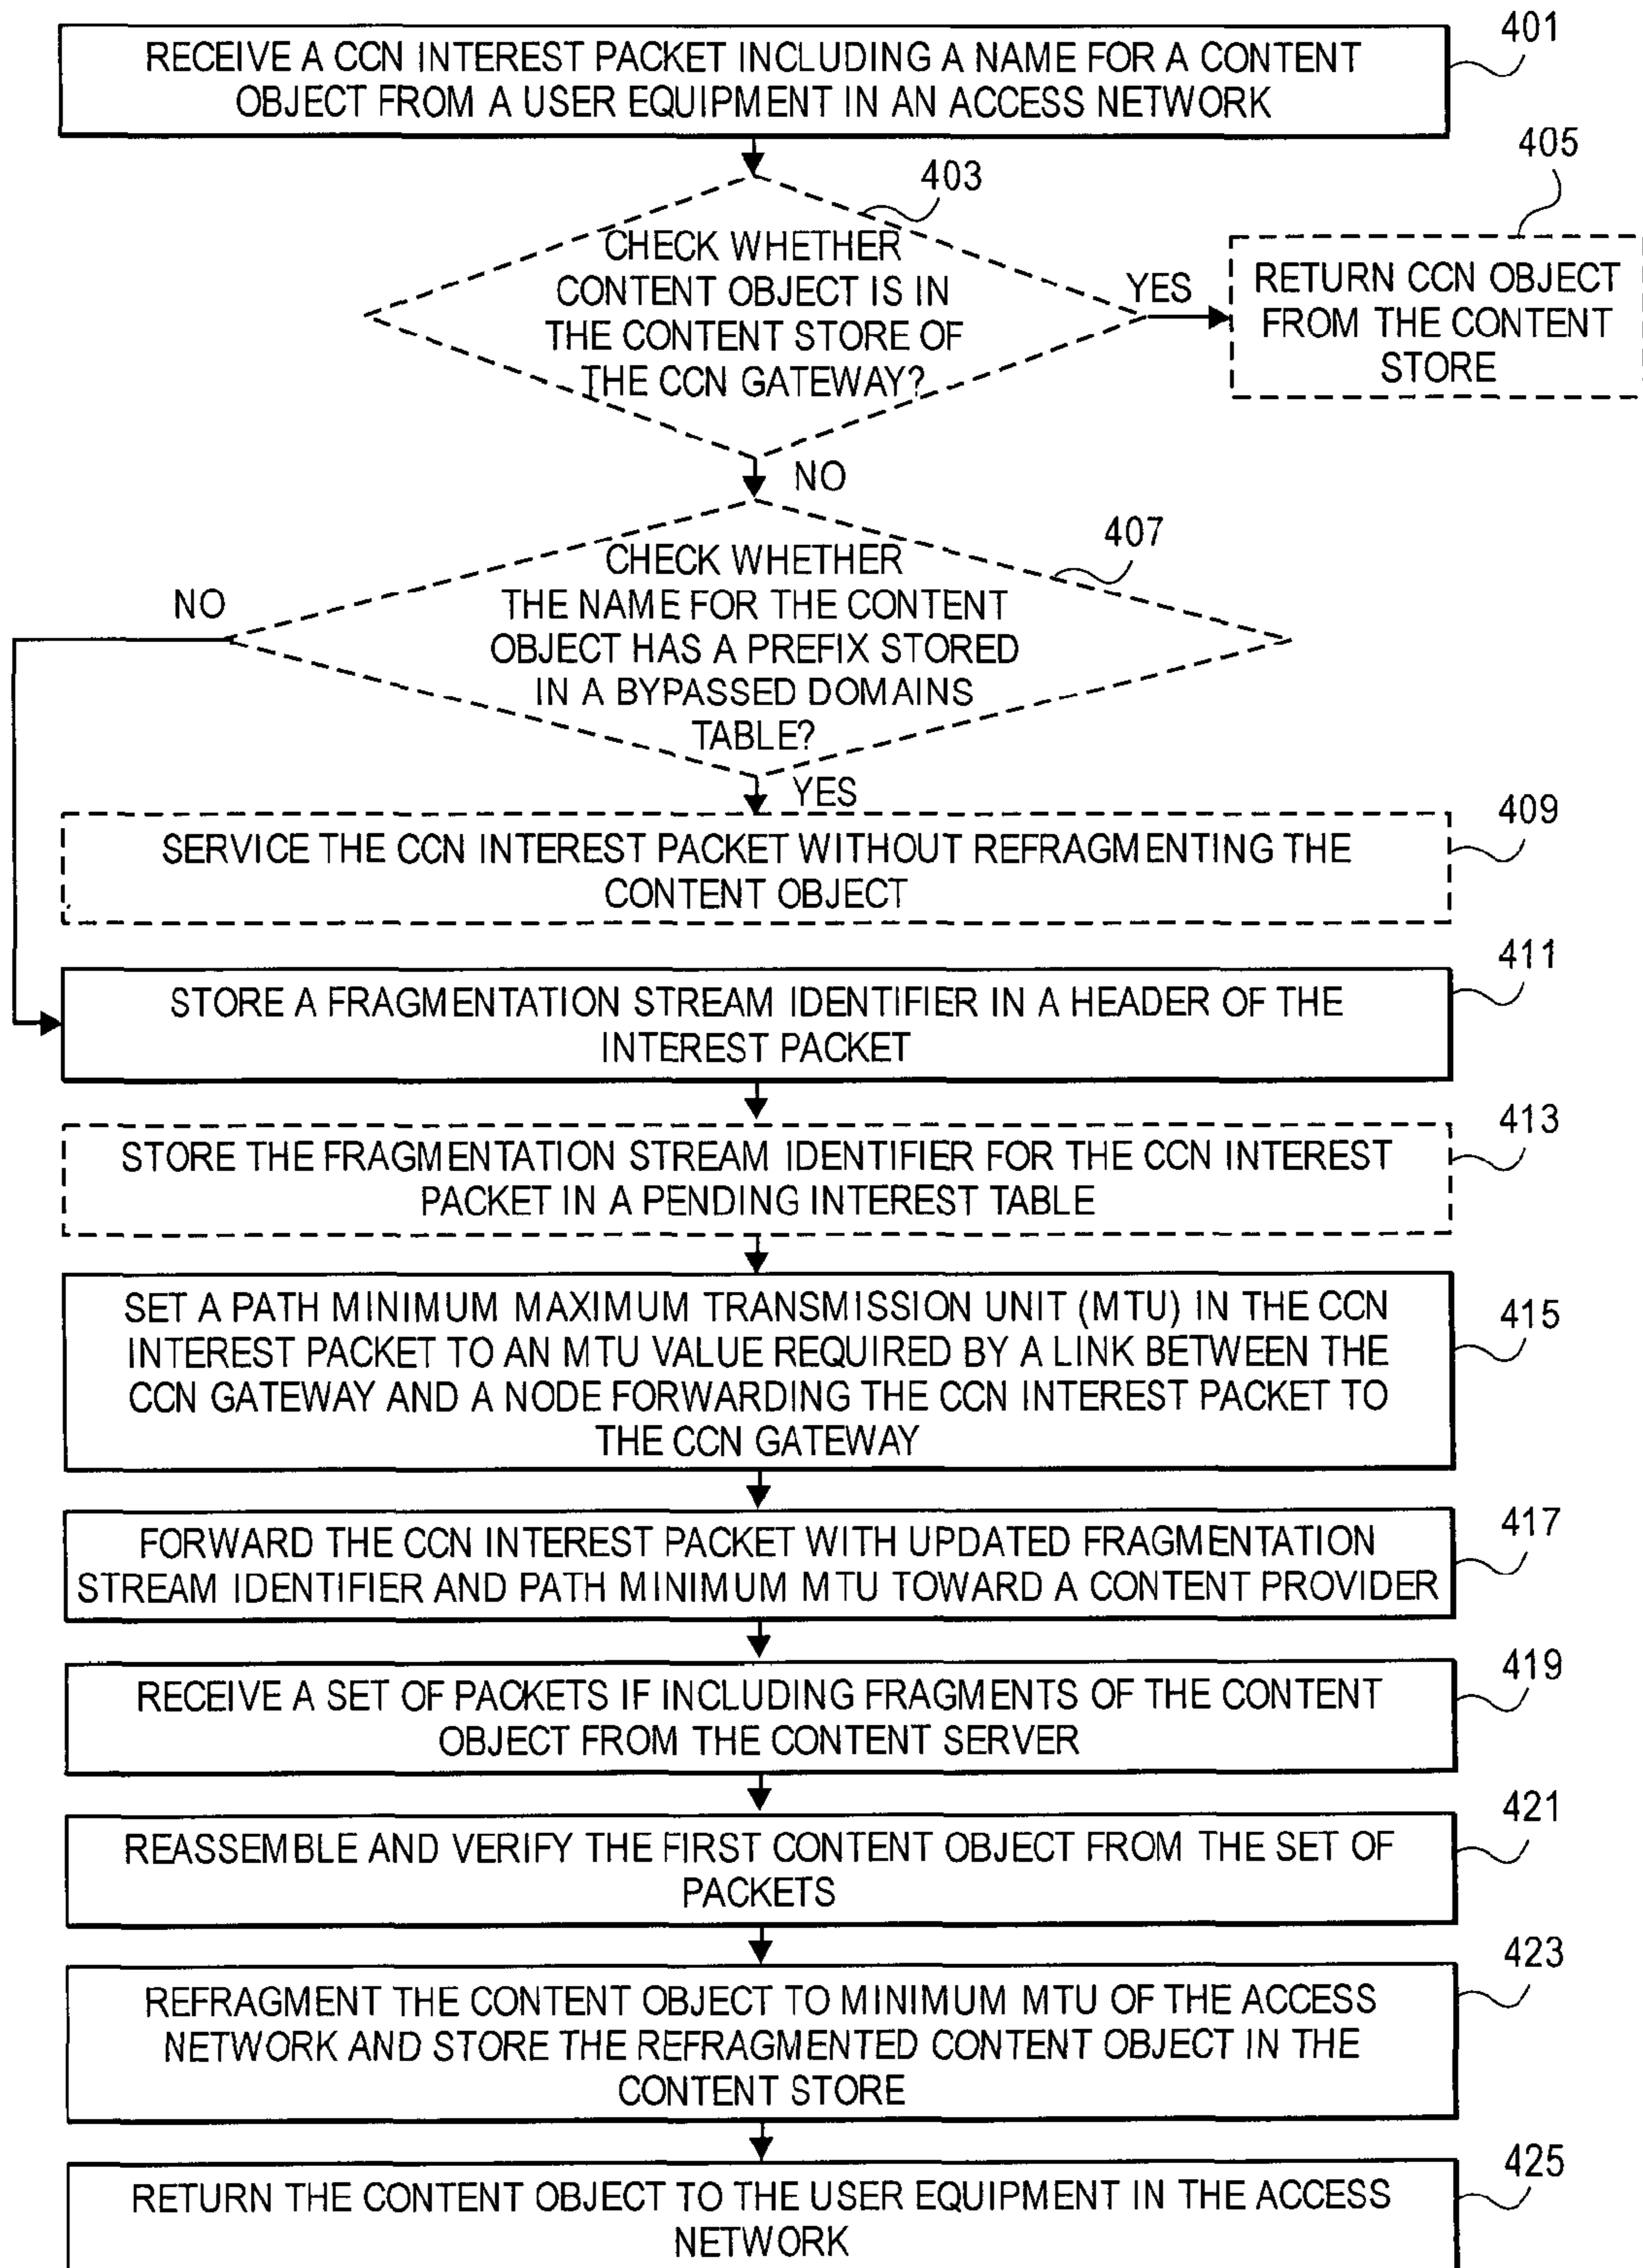 401
RECEIVE A CCN INTEREST PACKET INCLUDING A NAME FOR A CONTENT
OBJECT FROM A USER EQUIPMENT IN AN ACCESS NETWORK
403
CHECK WHETHER
CONTENT OBJECT IS IN
THE CONTENT STORE OF
THE CCN GATEWAY?
YES
405
RETURN CCN OBJECT
FROM THE CONTENT
STORE
NO
407
CHECK WHETHER
THE NAME FOR THE CONTENT
OBJECT HAS A PREFIX STORED
IN A BYPASSED DOMAINS
TABLE?
NO
YES
409
SERVICE THE CCN INTEREST PACKET WITHOUT REFRAGMENTING THE
CONTENT OBJECT
411
STORE A FRAGMENTATION STREAM IDENTIFIER IN A HEADER OF THE
INTEREST PACKET
413
STORE THE FRAGMENTATION STREAM IDENTIFIER FOR THE CCN INTEREST
PACKET IN A PENDING INTEREST TABLE
415
SET A PATH MINIMUM MAXIMUM TRANSMISSION UNIT (MTU) IN THE CCN
INTEREST PACKET TO AN MTU VALUE REQUIRED BY A LINK BETWEEN THE
CCN GATEWAY AND A NODE FORWARDING THE CCN INTEREST PACKET TO
THE CCN GATEWAY
417
FORWARD THE CCN INTEREST PACKET WITH UPDATED FRAGMENTATION
STREAM IDENTIFIER AND PATH MINIMUM MTU TOWARD A CONTENT PROVIDER
419
RECEIVE A SET OF PACKETS IF INCLUDING FRAGMENTS OF THE CONTENT
OBJECT FROM THE CONTENT SERVER
421
REASSEMBLE AND VERIFY THE FIRST CONTENT OBJECT FROM THE SET OF
PACKETS
423
REFRAGMENT THE CONTENT OBJECT TO MINIMUM MTU OF THE ACCESS
NETWORK AND STORE THE REFRAGMENTED CONTENT OBJECT IN THE
CONTENT STORE
425
RETURN THE CONTENT OBJECT TO THE USER EQUIPMENT IN THE ACCESS
NETWORK